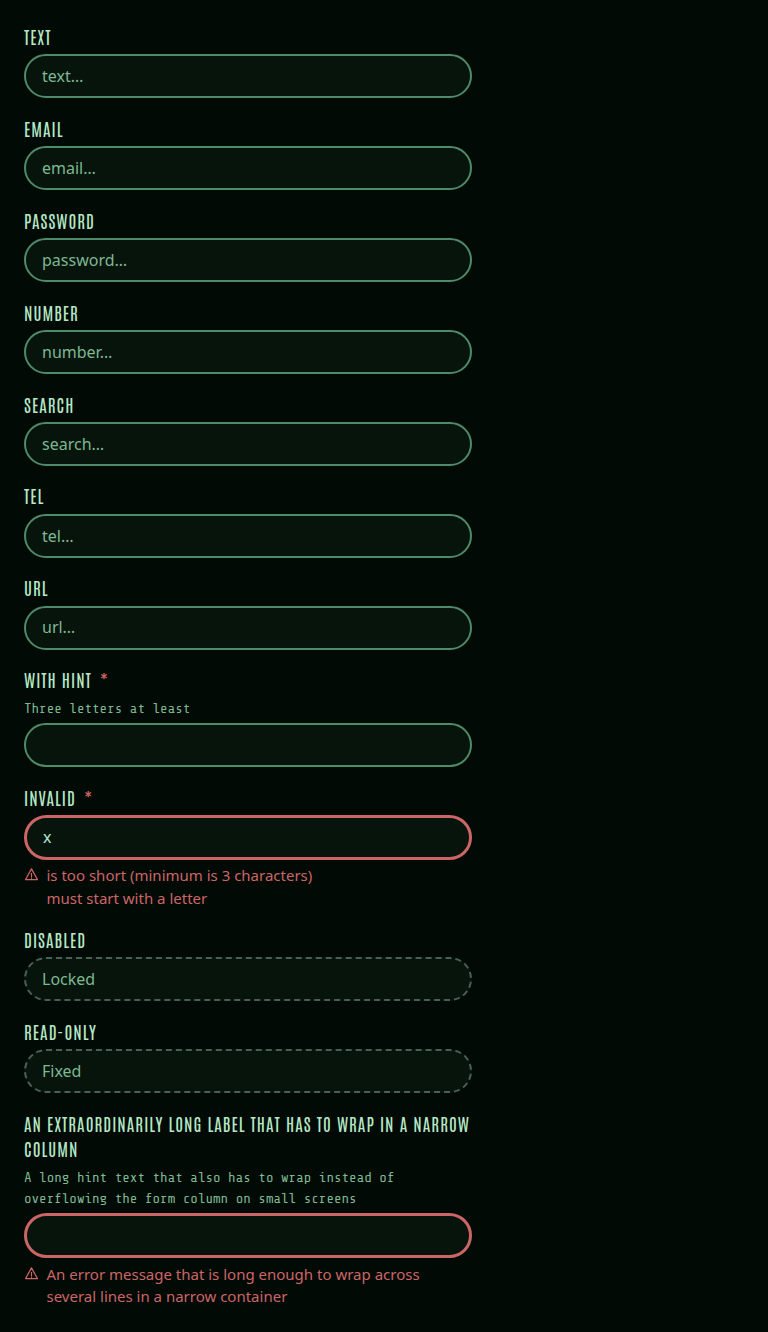 TEXT
text...
EMAIL
email...
PASSWORD
password...
NUMBER
number...
SEARCH
search...
TEL
tel...
URL
url...
WITH HINT *
Three letters at least
INVALID *
x
is too short (minimum is 3 characters)
must start with a letter
DISABLED
Locked
READ-ONLY
Fixed
AN EXTRAORDINARILY LONG LABEL THAT HAS TO WRAP IN A NARROW
COLUMN
A long hint text that also has to wrap instead of
overflowing the form column on small screens
An error message that is long enough to wrap across
several lines in a narrow container